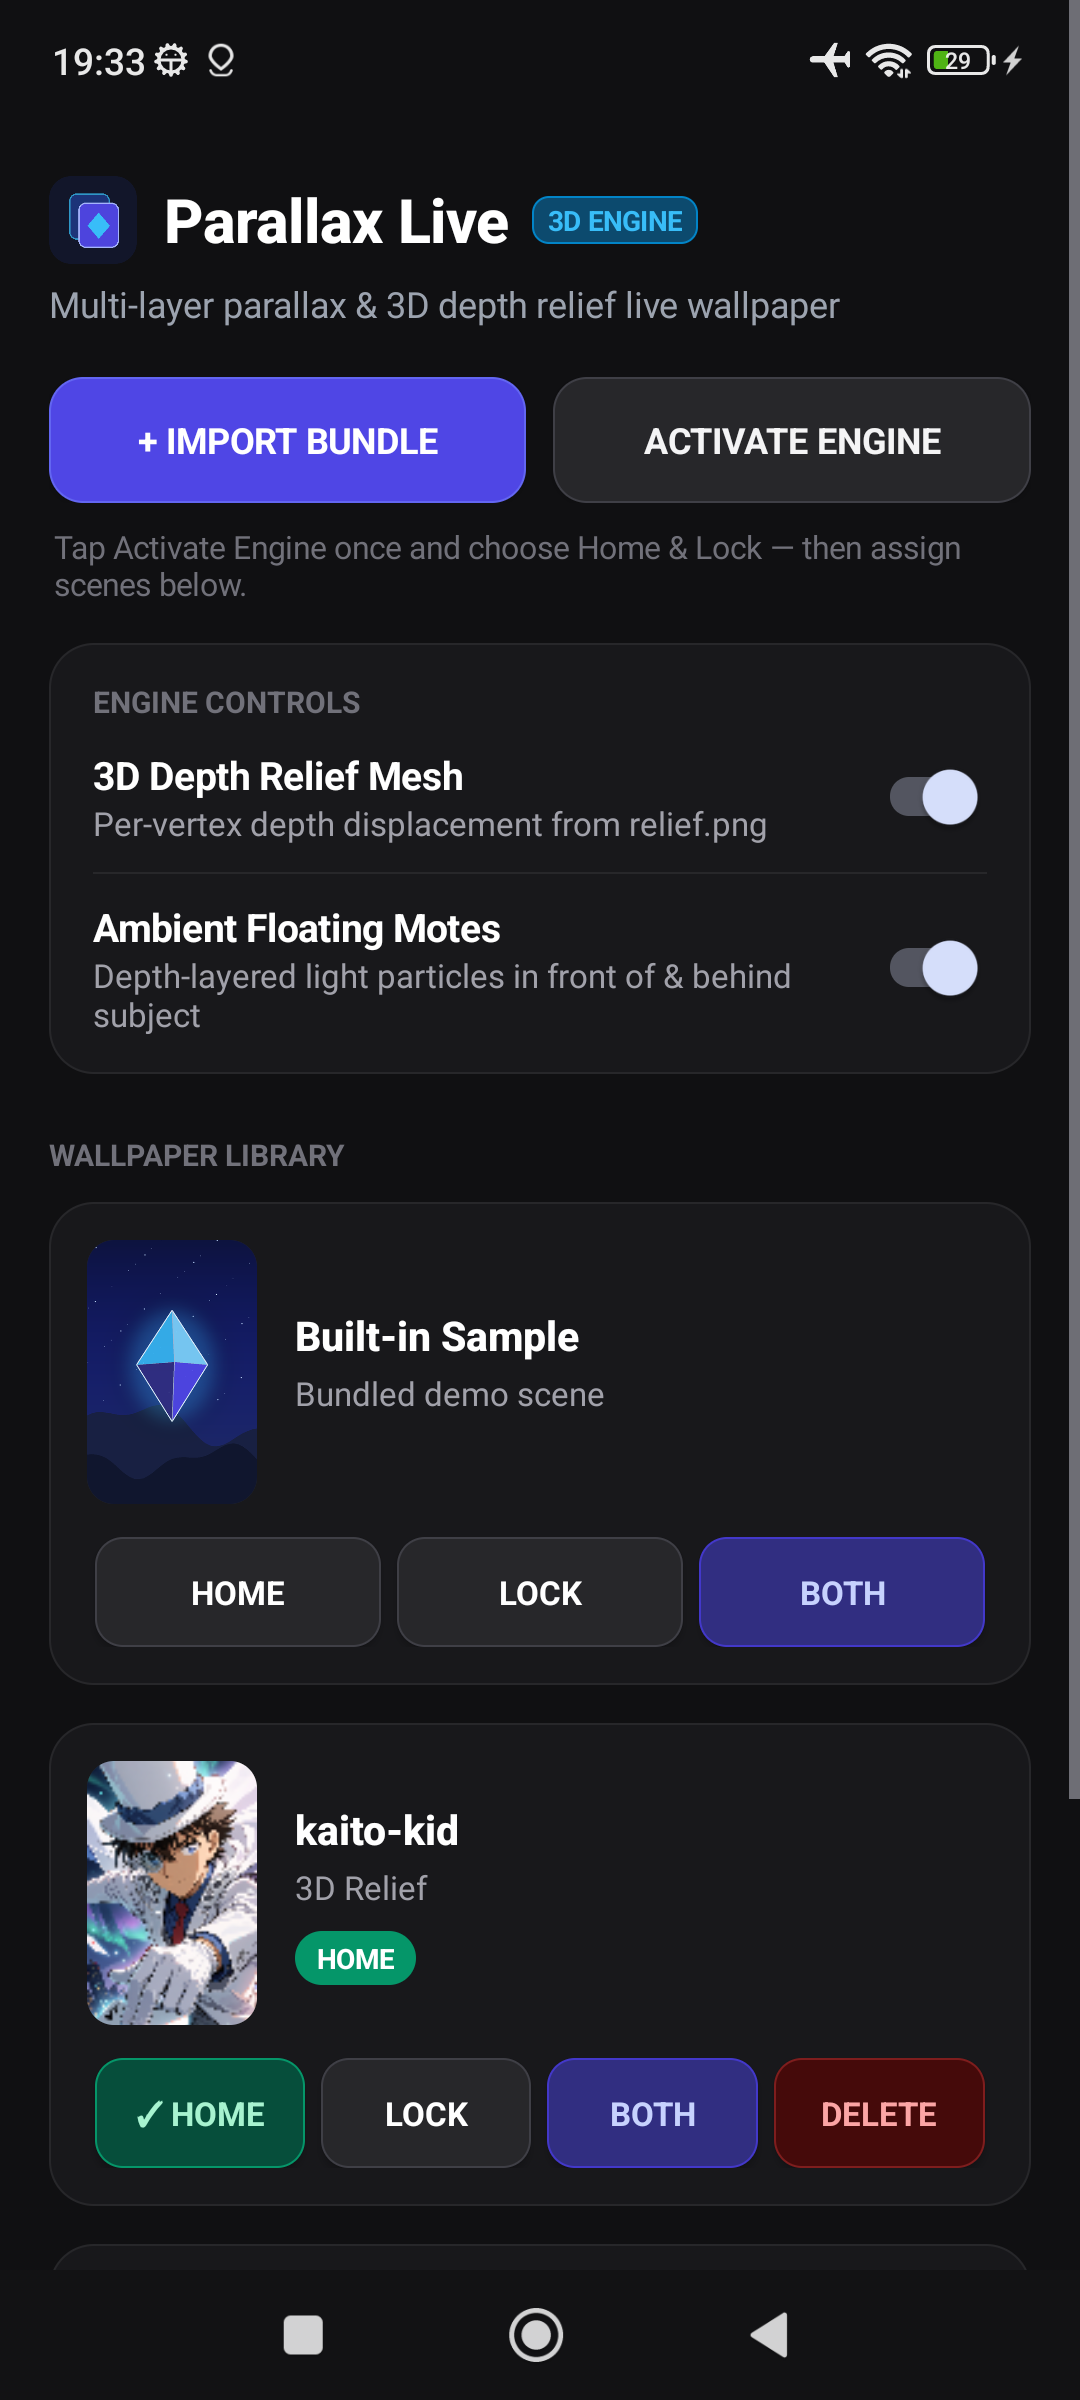 19:33
29
Parallax Live
3D ENGINE
Multi-layer parallax & 3D depth relief live wallpaper
+ IMPORT BUNDLE
ACTIVATE ENGINE
Tap Activate Engine once and choose Home & Lock — then assign
scenes below.
ENGINE CONTROLS
3D Depth Relief Mesh
Per-vertex depth displacement from relief.png
Ambient Floating Motes
Depth-layered light particles in front of & behind
subject
WALLPAPER LIBRARY
Built-in Sample
Bundled demo scene
HOME
LOCK
BOTH
kaito-kid
3D Relief
HOME
✓ HOME
LOCK
BOTH
DELETE